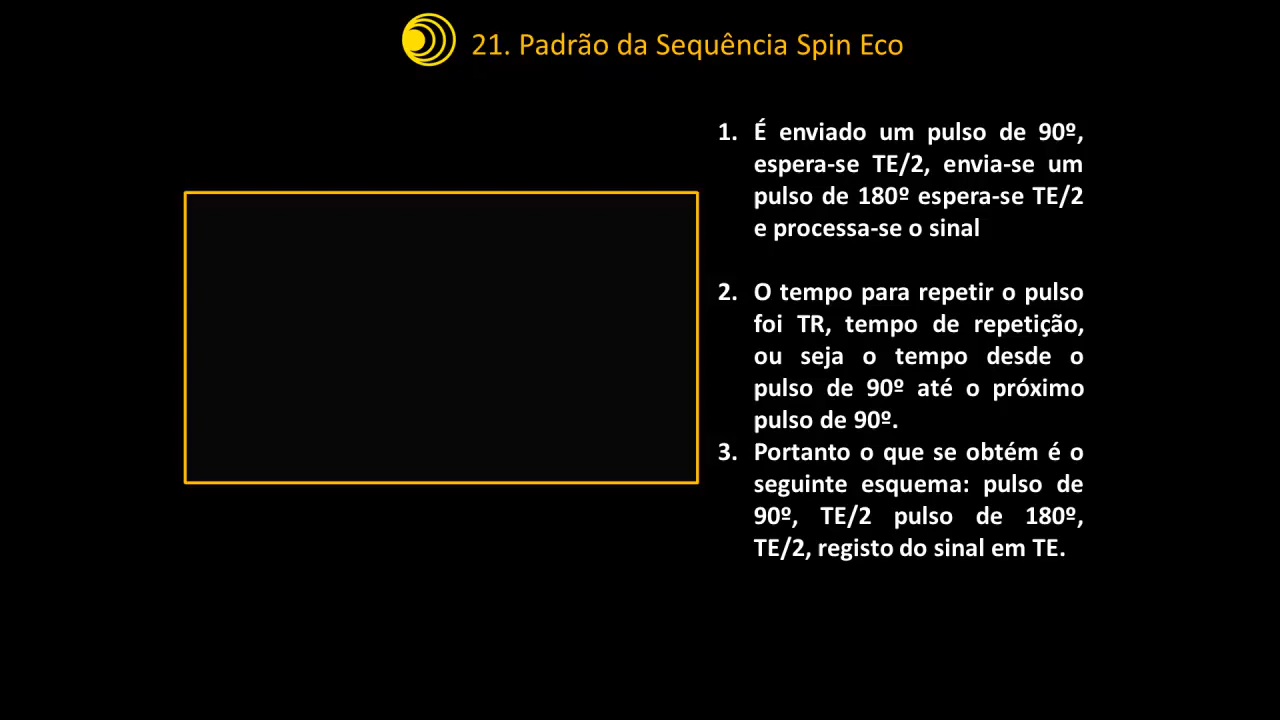 21. Padrão da Sequência Spin Eco
1. É enviado um pulso de 90º,
espera-se TE/2, envia-se um
pulso de 180º espera-se TE/2
e processa-se o sinal
2. O tempo para repetir o pulso
foi TR, tempo de repetição,
ou seja o tempo desde o
pulso de 90º até o próximo
pulso de 90º.
3. Portanto o que se obtém é o
seguinte esquema: pulso de
90º, TE/2 pulso de 180º,
TE/2, registo do sinal em TE.